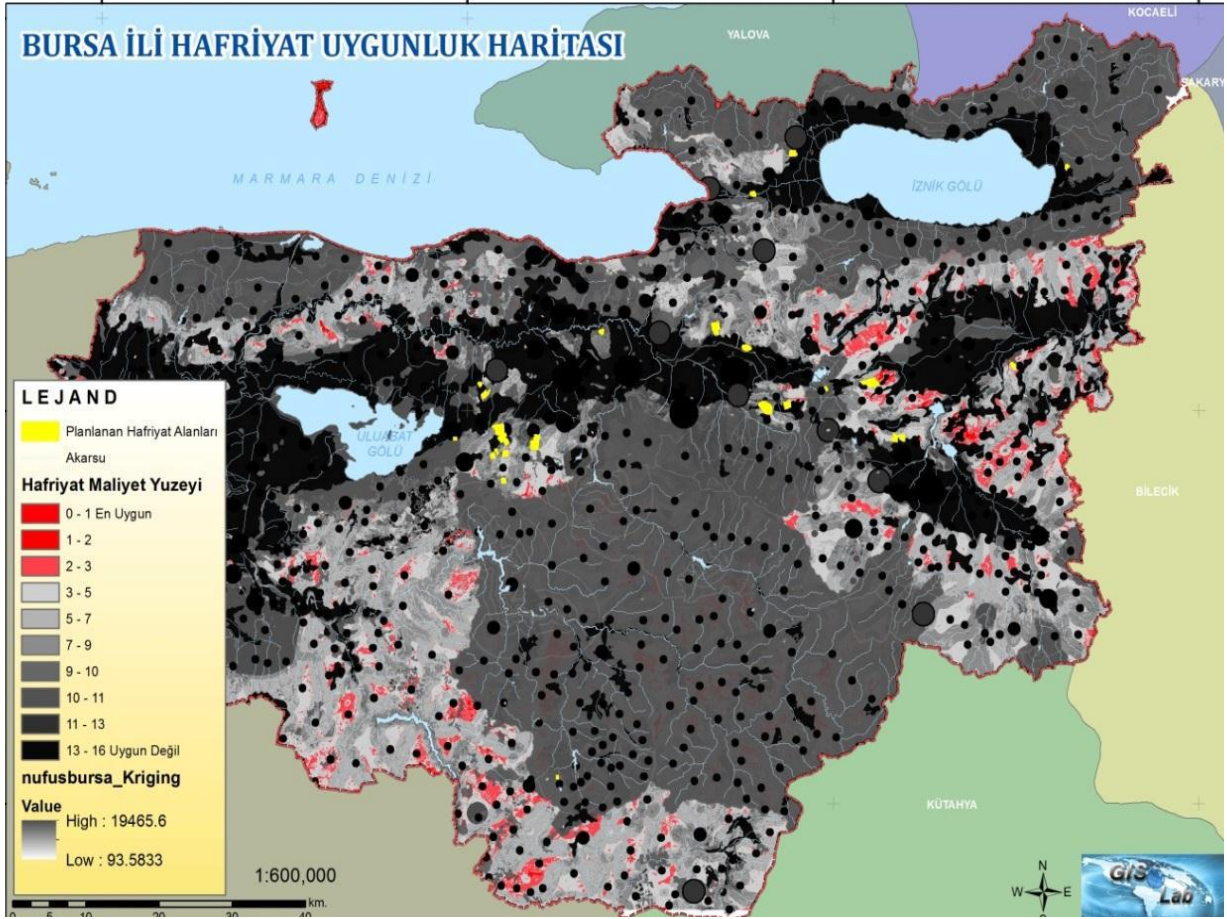 BURSA İLİ HAFRİYAT UYGUNLUK HARİTASI
KOCAELİ
YALOVA
SAKARY
MARMARA DENİZİ
İZNİK GÖLÜ
ULUABAT
GÖLÜ
BİLECİK
KÜTAHYA
LEJAND
Planlanan Hafriyat Alanları
Akarsu
Hafriyat Maliyet Yuzeyi
0 - 1 En Uygun
1 - 2
2 - 3
3 - 5
5 - 7
7 - 9
9 - 10
10 - 11
11 - 13
13 - 16 Uygun Değil
nufusbursa_Kriging
Value
High : 19465.6
Low : 93.5833
1:600,000
km.
0 5 10 20 30 40
N
W E
S
GIS
Lab